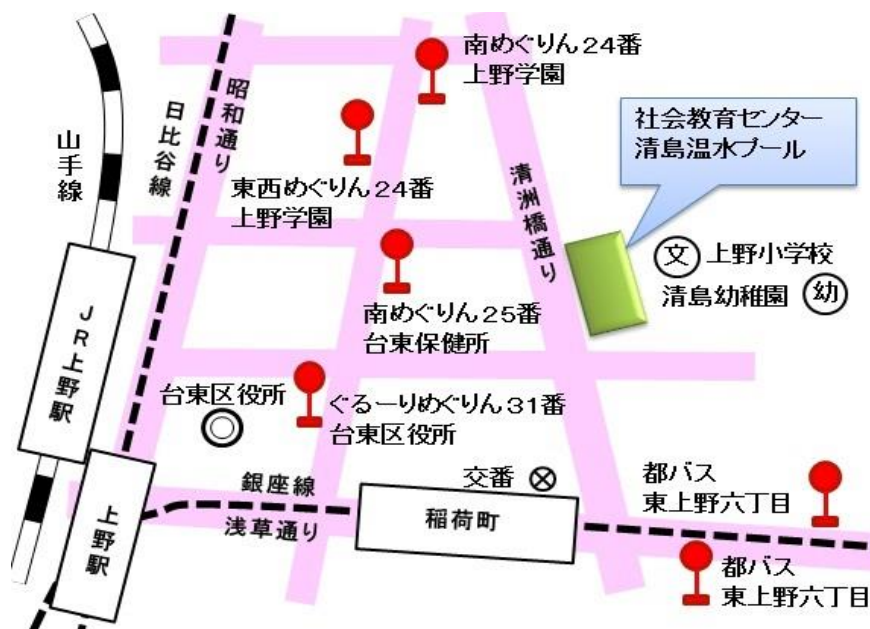 南めぐりん24番
上野学園
昭和通り
日比谷線
山手線
社会教育センター
清島温水プール
東西めぐりん24番
上野学園
清洲橋通り
文 上野小学校
清島幼稚園 幼
南めぐりん25番
台東保健所
JR上野駅
台東区役所
ぐるーりめぐりん31番
台東区役所
交番
都バス
東上野六丁目
銀座線
浅草通り
稲荷町
上野駅
都バス
東上野六丁目